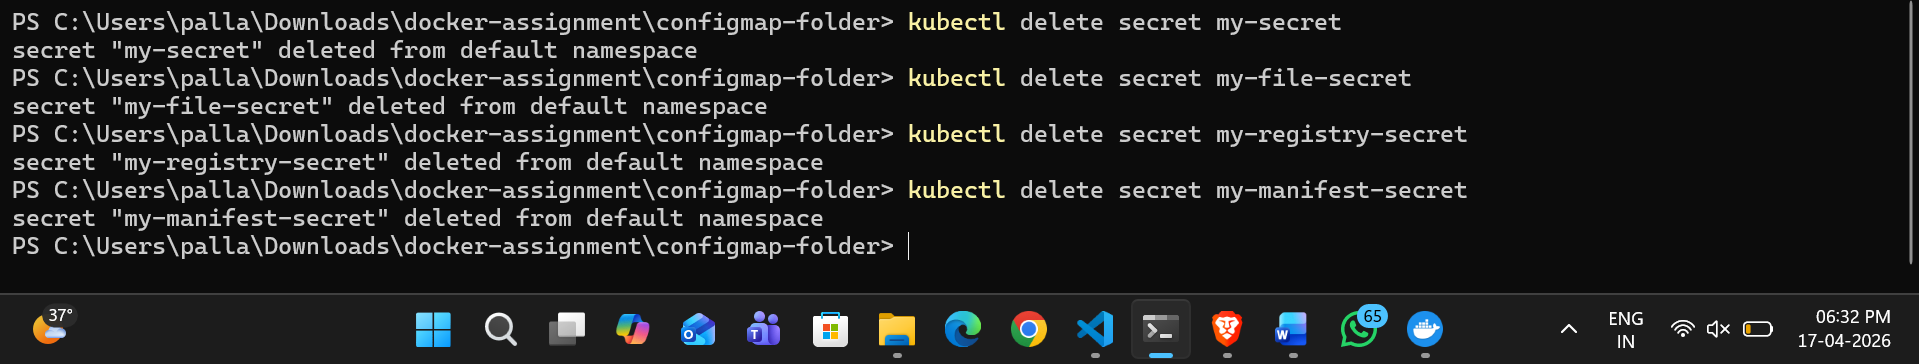 PS C:\Users\palla\Downloads\docker-assignment\configmap-folder> kubectl delete secret my-secret
secret "my-secret" deleted from default namespace
PS C:\Users\palla\Downloads\docker-assignment\configmap-folder> kubectl delete secret my-file-secret
secret "my-file-secret" deleted from default namespace
PS C:\Users\palla\Downloads\docker-assignment\configmap-folder> kubectl delete secret my-registry-secret
secret "my-registry-secret" deleted from default namespace
PS C:\Users\palla\Downloads\docker-assignment\configmap-folder> kubectl delete secret my-manifest-secret
secret "my-manifest-secret" deleted from default namespace
PS C:\Users\palla\Downloads\docker-assignment\configmap-folder>
37°
65
ENG
IN
06:32 PM
17-04-2026